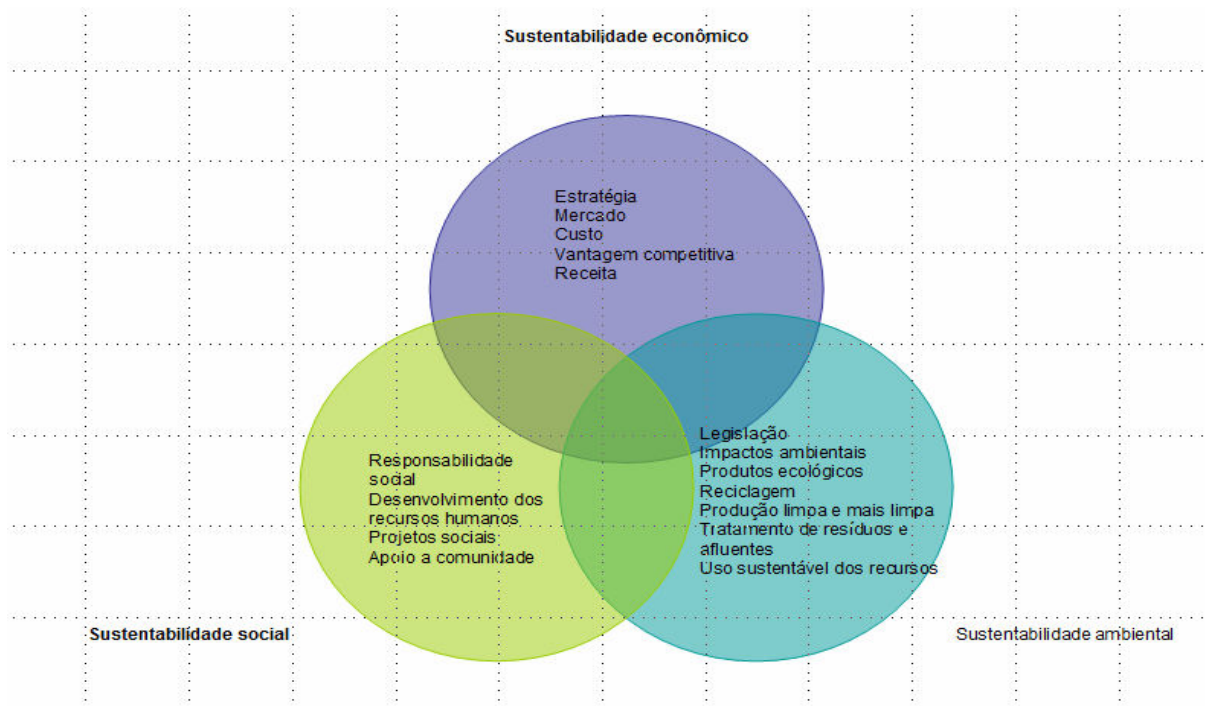 Sustentabilidade econômico
Estratégia
Mercado
Custo
Vantagem competitiva
Receita
Responsabilidade
social
Desenvolvimento dos
recursos humanos
Projetos sociais
Apoio a comunidade
Legislação
Impactos ambientais
Produtos ecológicos
Reciclagem
Produção limpa e mais limpa
Tratamento de resíduos e
afluentes
Uso sustentável dos recursos
Sustentabilidade social
Sustentabilidade ambiental